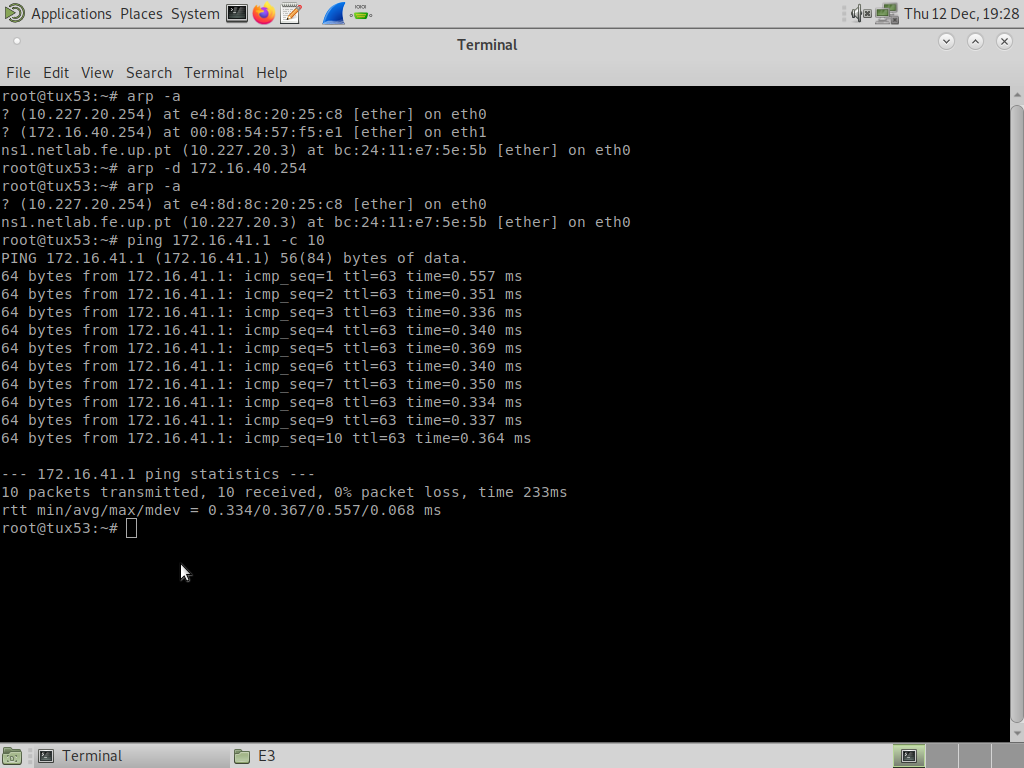 Applications Places System Thu 12 Dec, 19:28
Terminal
File Edit View Search Terminal Help
root@tux53:~# arp -a
? (10.227.20.254) at e4:8d:8c:20:25:c8 [ether] on eth0
? (172.16.40.254) at 00:08:54:57:f5:e1 [ether] on eth1
ns1.netlab.fe.up.pt (10.227.20.3) at bc:24:11:e7:5e:5b [ether] on eth0
root@tux53:~# arp -d 172.16.40.254
root@tux53:~# arp -a
? (10.227.20.254) at e4:8d:8c:20:25:c8 [ether] on eth0
ns1.netlab.fe.up.pt (10.227.20.3) at bc:24:11:e7:5e:5b [ether] on eth0
root@tux53:~# ping 172.16.41.1 -c 10
PING 172.16.41.1 (172.16.41.1) 56(84) bytes of data.
64 bytes from 172.16.41.1: icmp_seq=1 ttl=63 time=0.557 ms
64 bytes from 172.16.41.1: icmp_seq=2 ttl=63 time=0.351 ms
64 bytes from 172.16.41.1: icmp_seq=3 ttl=63 time=0.336 ms
64 bytes from 172.16.41.1: icmp_seq=4 ttl=63 time=0.340 ms
64 bytes from 172.16.41.1: icmp_seq=5 ttl=63 time=0.369 ms
64 bytes from 172.16.41.1: icmp_seq=6 ttl=63 time=0.340 ms
64 bytes from 172.16.41.1: icmp_seq=7 ttl=63 time=0.350 ms
64 bytes from 172.16.41.1: icmp_seq=8 ttl=63 time=0.334 ms
64 bytes from 172.16.41.1: icmp_seq=9 ttl=63 time=0.337 ms
64 bytes from 172.16.41.1: icmp_seq=10 ttl=63 time=0.364 ms
--- 172.16.41.1 ping statistics ---
10 packets transmitted, 10 received, 0% packet loss, time 233ms
rtt min/avg/max/mdev = 0.334/0.367/0.557/0.068 ms
root@tux53:~#
Terminal E3